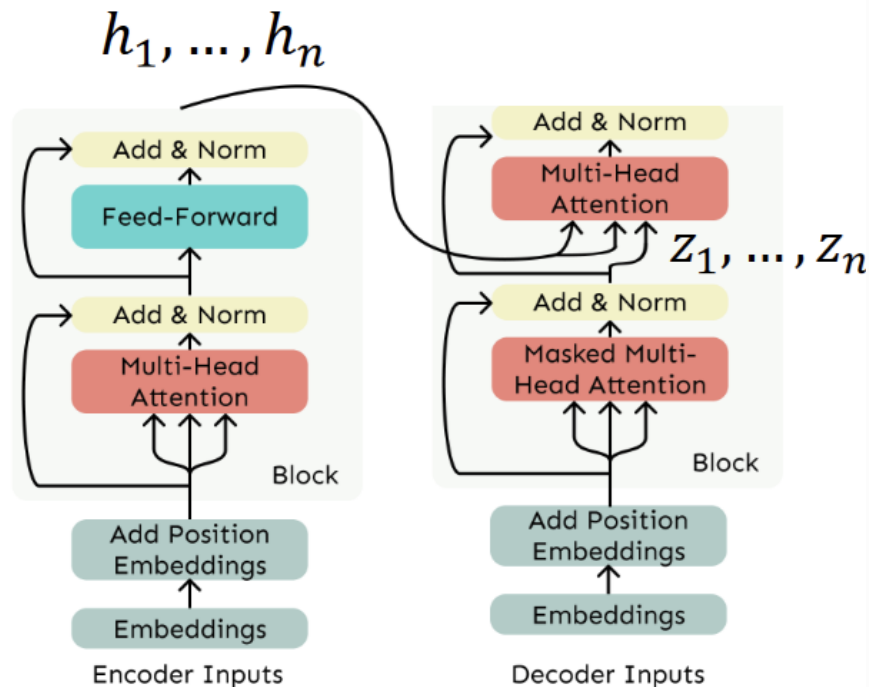 h₁, ..., hₙ
Add & Norm
Feed-Forward
Add & Norm
Multi-Head
Attention
Block
Add Position
Embeddings
Embeddings
Encoder Inputs
Add & Norm
Multi-Head
Attention
z₁, ..., zₙ
Add & Norm
Masked Multi-
Head Attention
Block
Add Position
Embeddings
Embeddings
Decoder Inputs